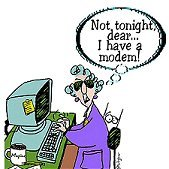 Not tonight,
dear...
I have a
modem!